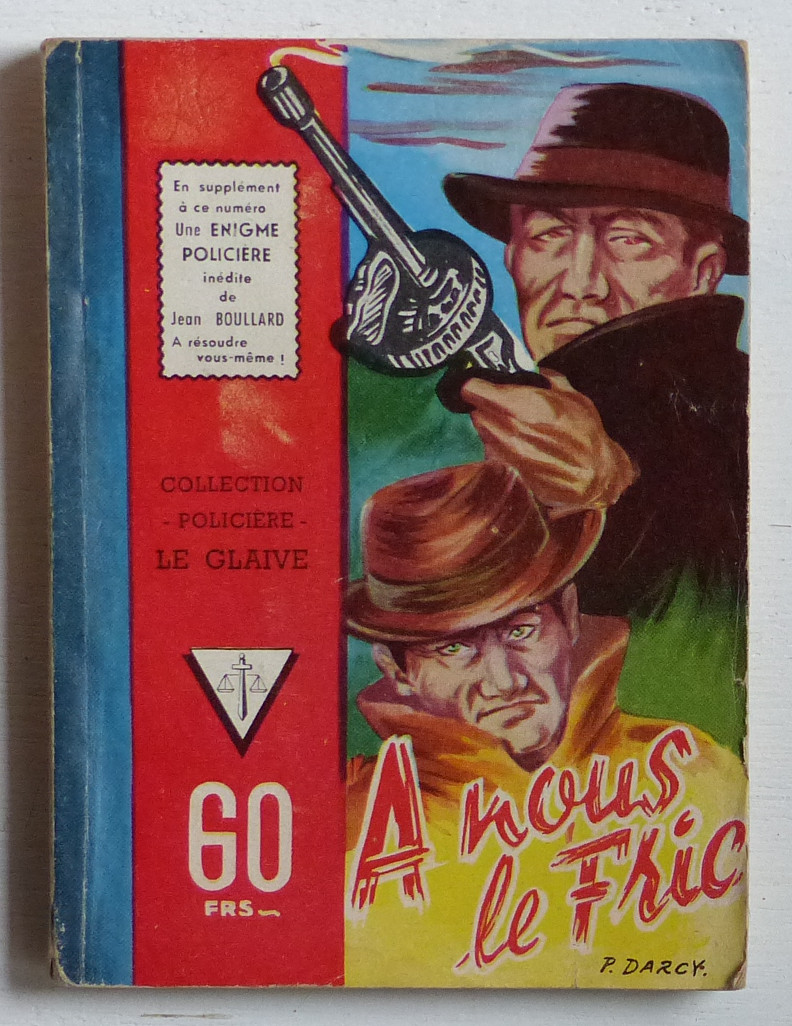 En supplément
à ce numéro
Une ENIGME
POLICIÈRE
inédite
de
Jean BOULLARD
A résoudre
vous-même !
COLLECTION
- POLICIÈRE -
LE GLAIVE
60
FRS
A nous
le Fric
P. DARCY.